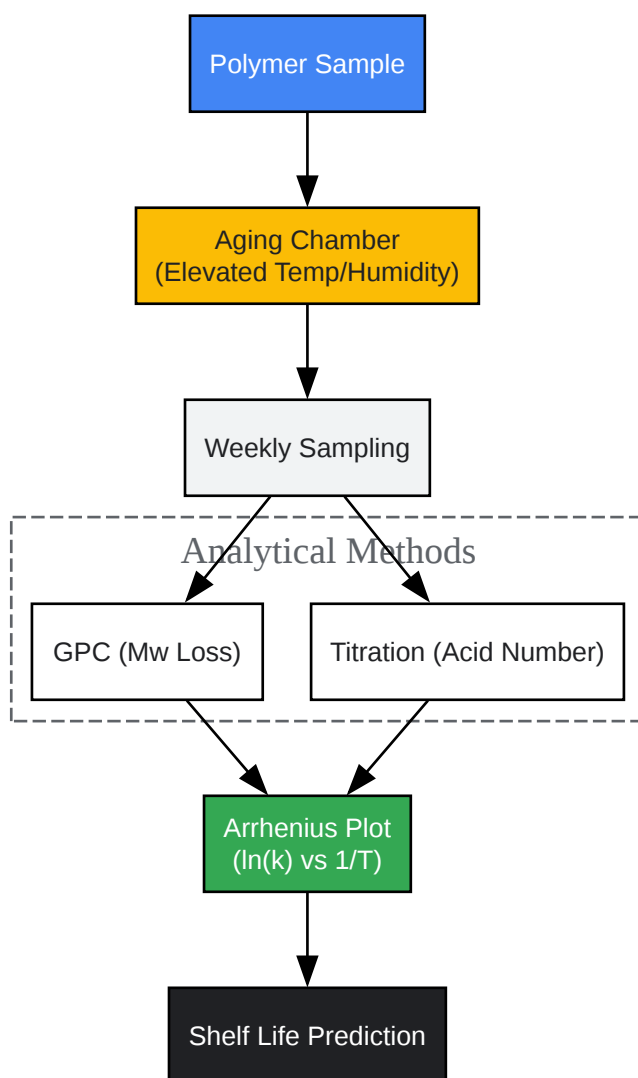 Polymer Sample
Aging Chamber
(Elevated Temp/Humidity)
Weekly Sampling
Analytical Methods
GPC (Mw Loss)
Titration (Acid Number)
Arrhenius Plot
(ln(k) vs 1/T)
Shelf Life Prediction